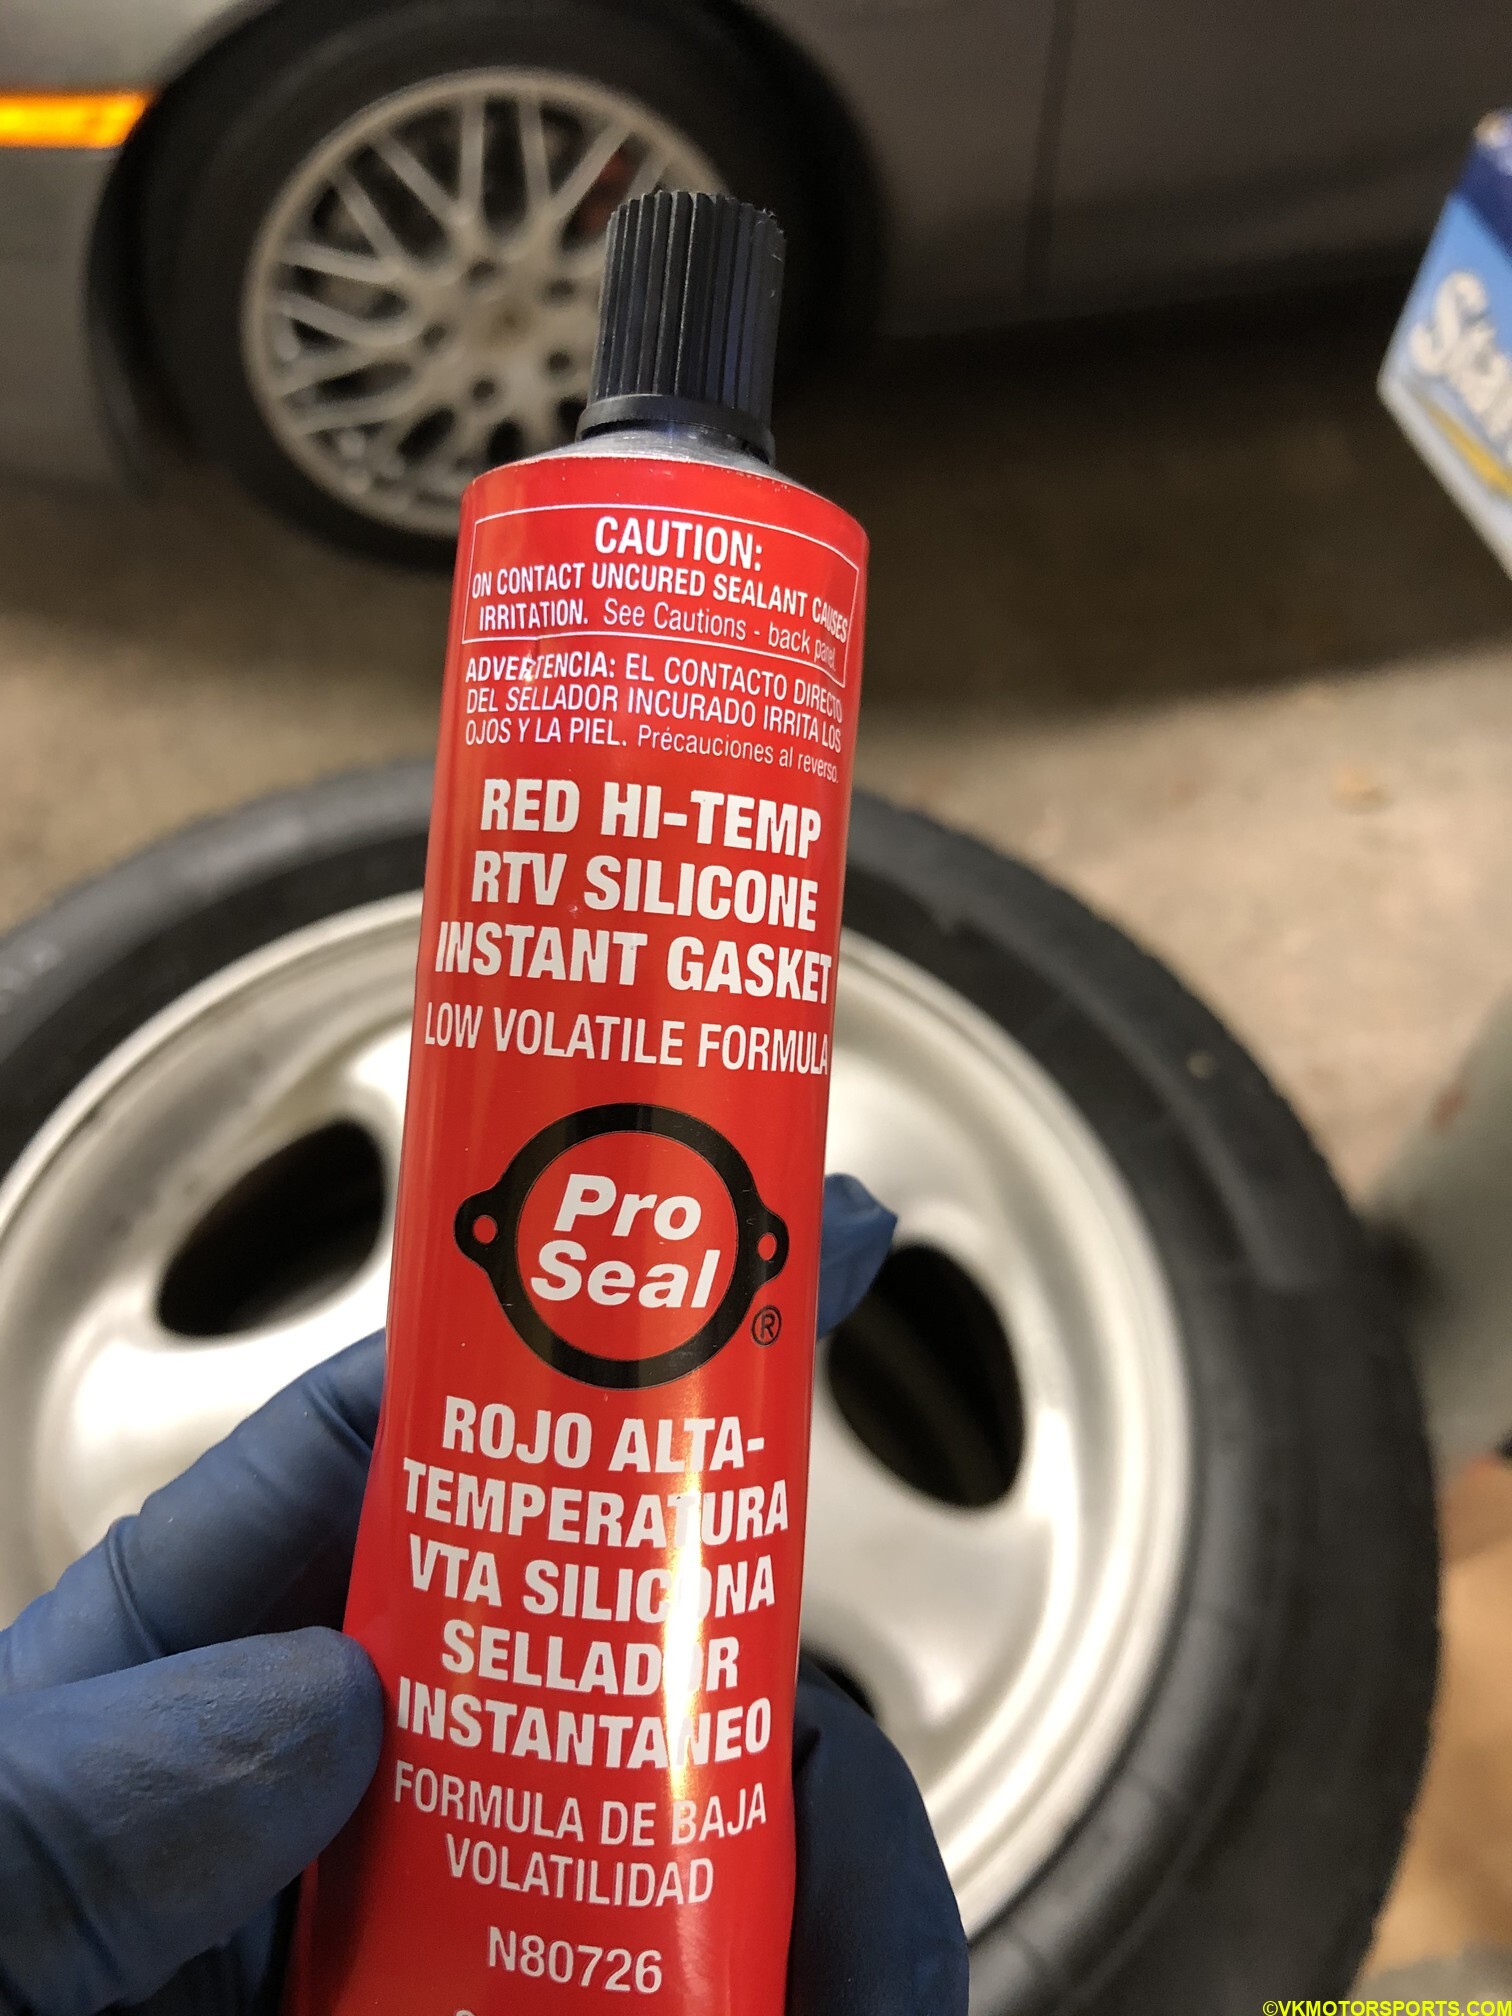 CAUTION:
ON CONTACT UNCURED SEALANT CAUSES
IRRITATION. See Cautions - back panel.
ADVERTENCIA: EL CONTACTO DIRECTO
DEL SELLADOR INCURADO IRRITA LOS
OJOS Y LA PIEL. Precauciones al reverso.
RED HI-TEMP
RTV SILICONE
INSTANT GASKET
LOW VOLATILE FORMULA
Pro
Seal
®
ROJO ALTA-
TEMPERATURA
VTA SILICONA
SELLADOR
INSTANTANEO
FORMULA DE BAJA
VOLATILIDAD
N80726
©VKMOTORSPORTS.COM